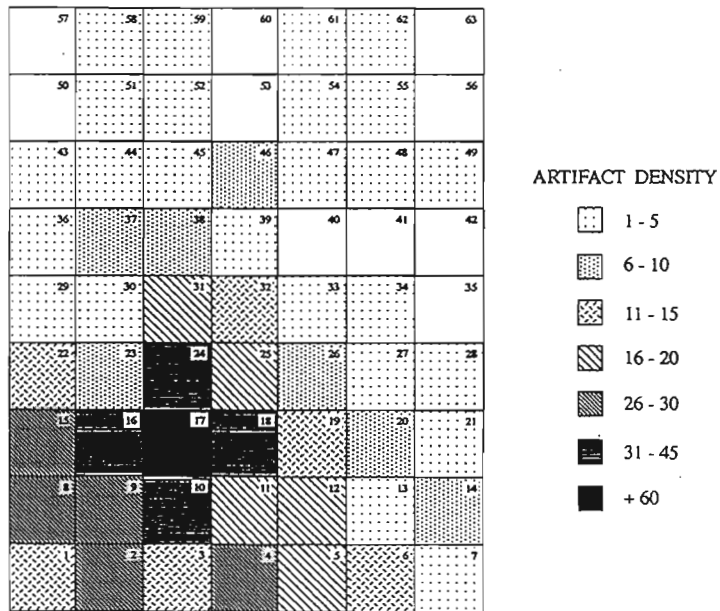 57 58 59 60 61 62 63
50 51 52 53 54 55 56
43 44 45 46 47 48 49
ARTIFACT DENSITY
36 37 38 39 40 41 42
1 - 5
6 - 10
29 30 31 32 33 34 35
11 - 15
22 23 24 25 26 27 28
16 - 20
26 - 30
15 16 17 18 19 20 21
31 - 45
8 9 10 11 12 13 14
+ 60
1 2 3 4 5 6 7